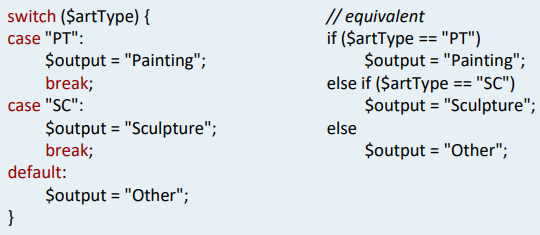 switch ($artType) {
case "PT":
$output = "Painting";
break;
case "SC":
$output = "Sculpture";
break;
default:
$output = "Other";
}
// equivalent
if ($artType == "PT")
$output = "Painting";
else if ($artType == "SC")
$output = "Sculpture";
else
$output = "Other";